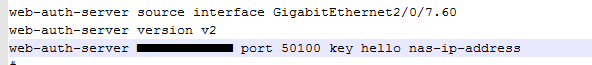 web-auth-server source interface GigabitEthernet2/0/7.60
web-auth-server version v2
web-auth-server port 50100 key hello nas-ip-address
#